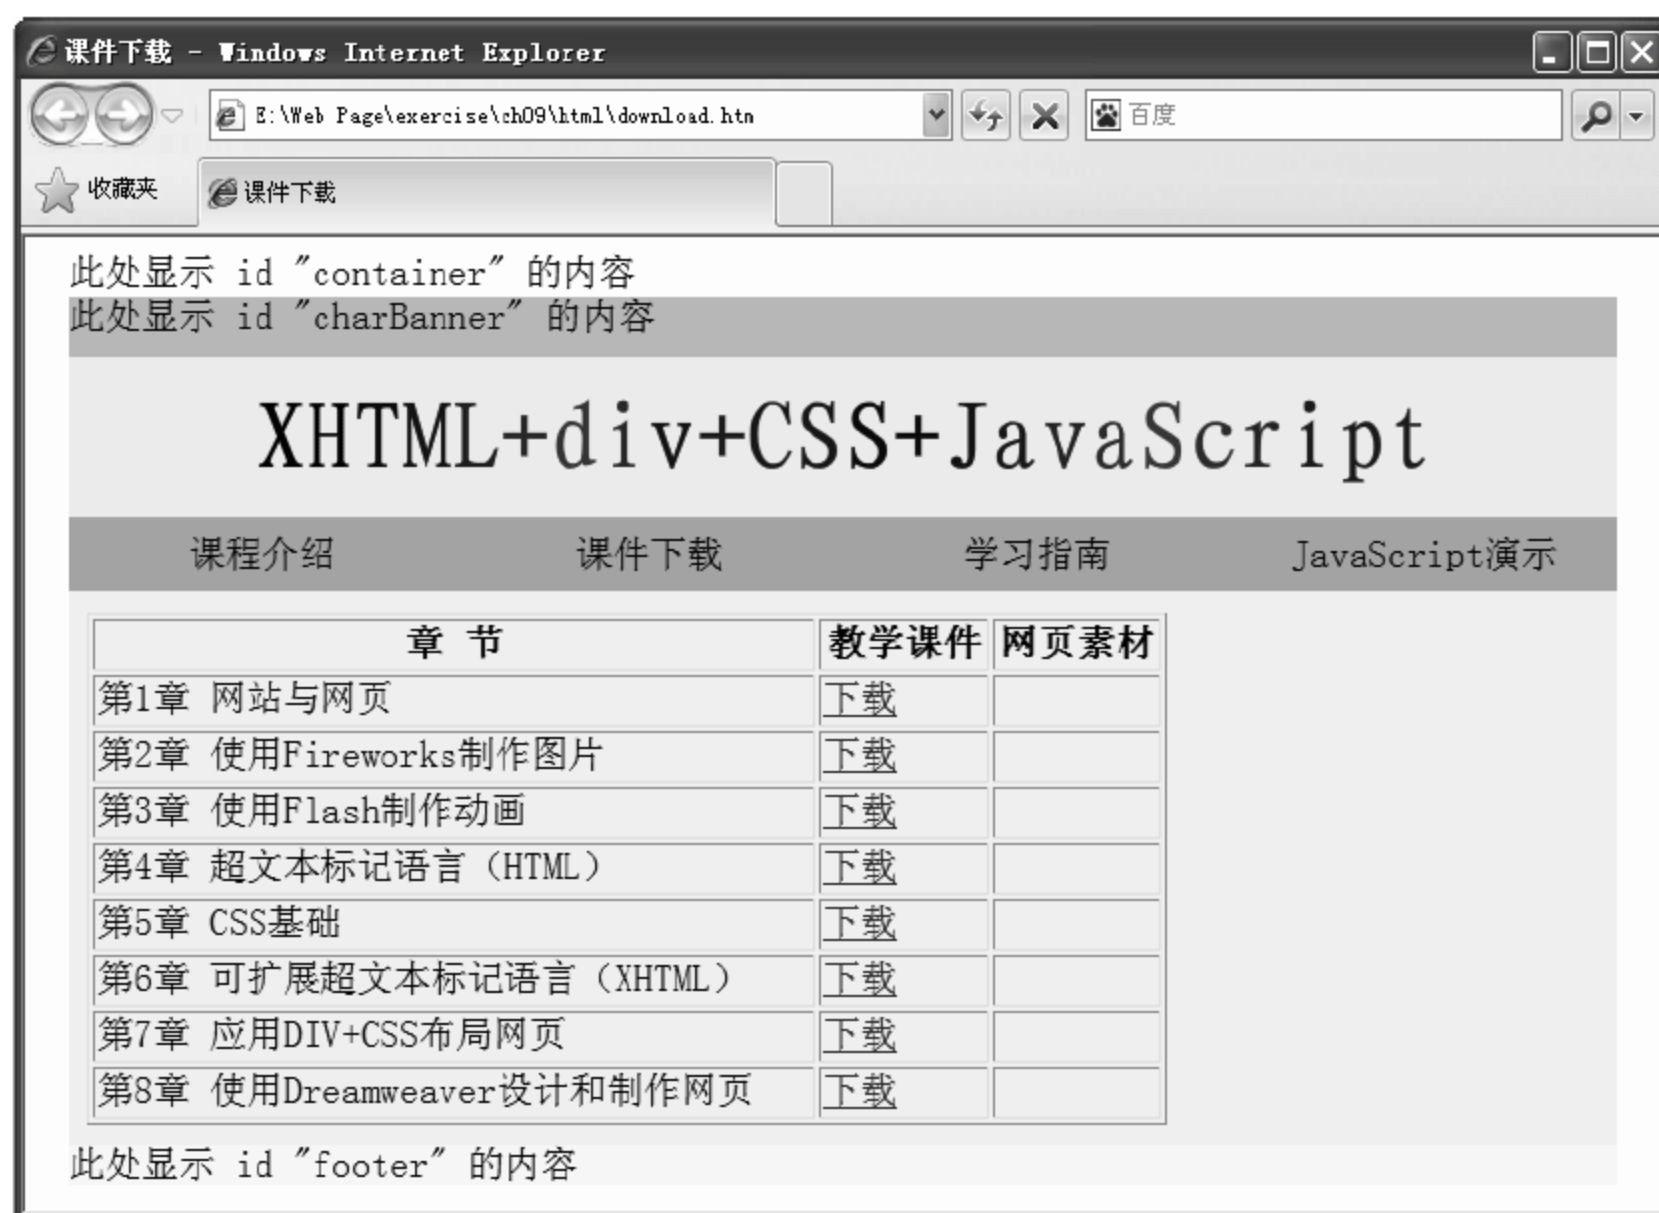 课件下载 - Windows Internet Explorer
E:\Web Page\exercise\ch09\html\download.htm
百度
收藏夹
课件下载
此处显示 id "container" 的内容
此处显示 id "charBanner" 的内容
XHTML+div+CSS+JavaScript
课程介绍 课件下载 学习指南 JavaScript演示
章 节 教学课件 网页素材
第1章 网站与网页 下载
第2章 使用Fireworks制作图片 下载
第3章 使用Flash制作动画 下载
第4章 超文本标记语言（HTML） 下载
第5章 CSS基础 下载
第6章 可扩展超文本标记语言（XHTML） 下载
第7章 应用DIV+CSS布局网页 下载
第8章 使用Dreamweaver设计和制作网页 下载
此处显示 id "footer" 的内容